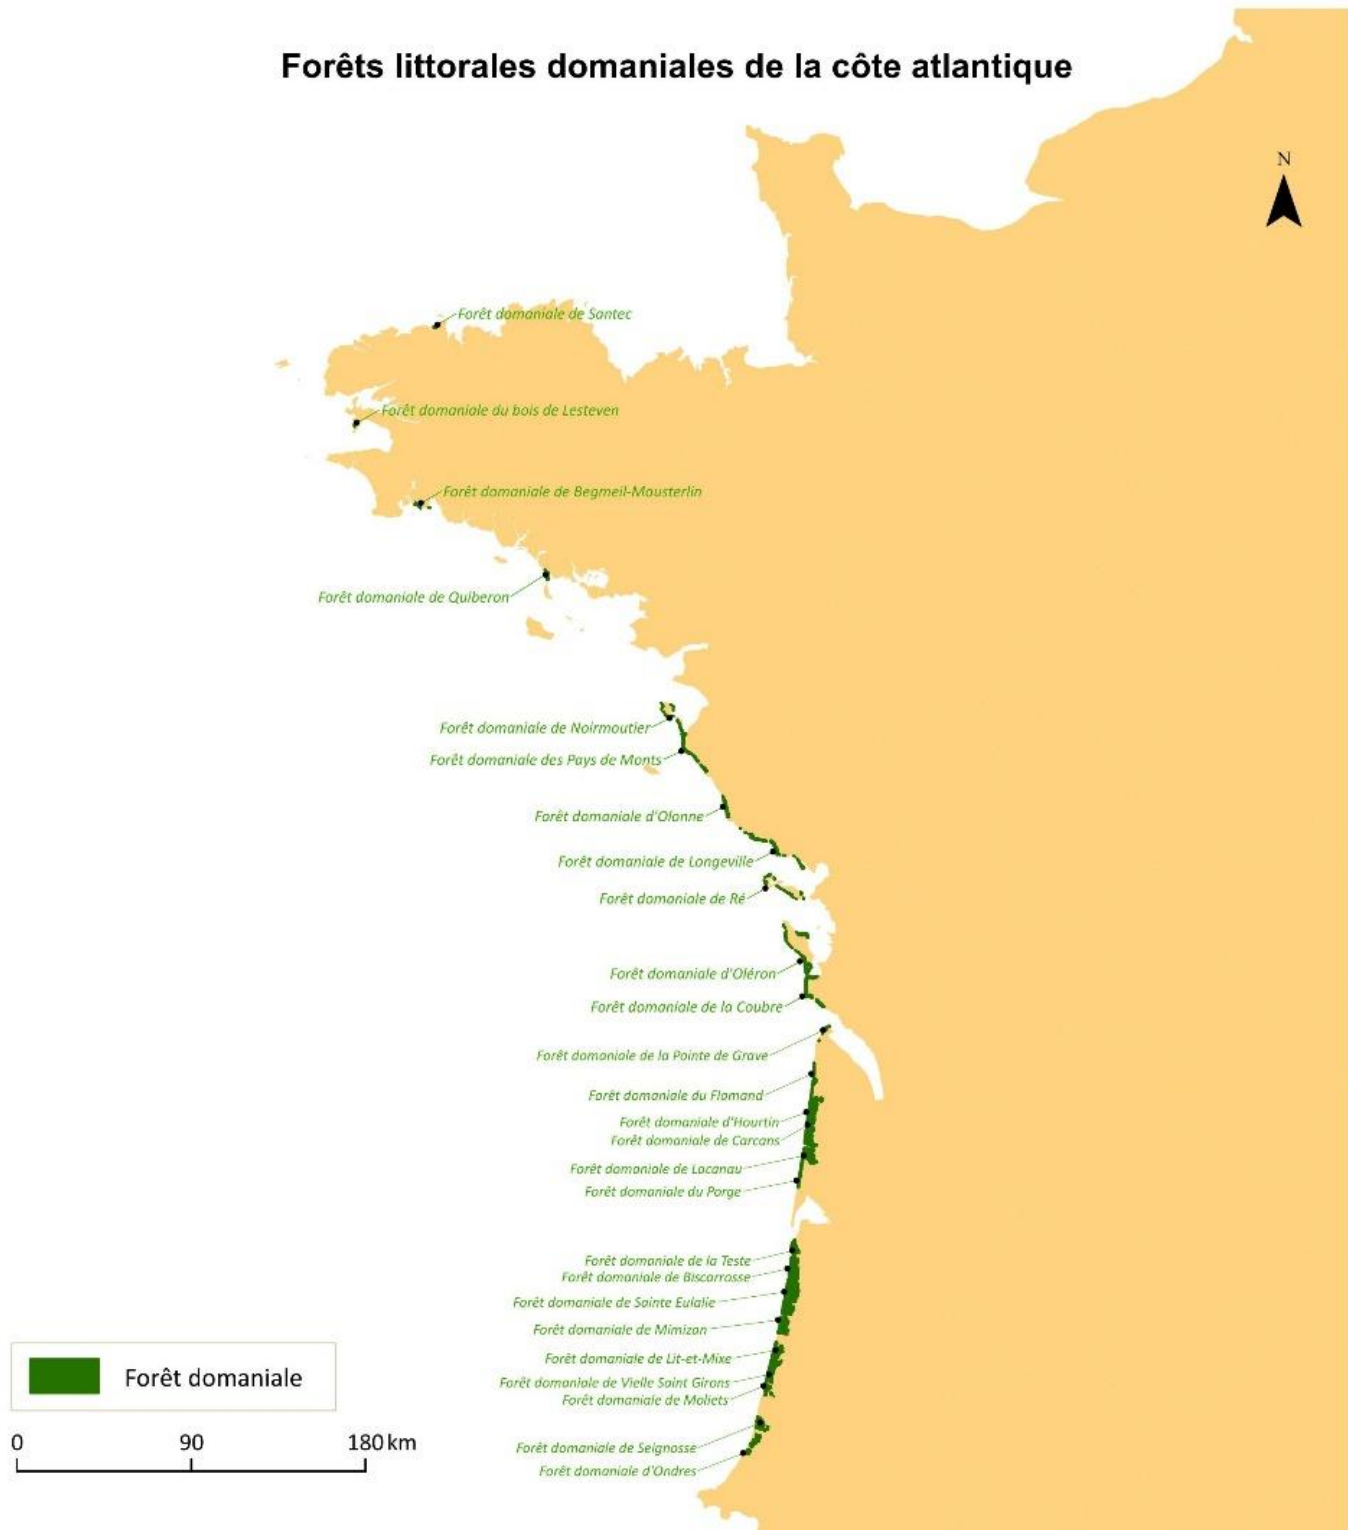 Forêts littorales domaniales de la côte atlantique
N
Forêt domaniale de Santec
Forêt domaniale du bois de Lesteven
Forêt domaniale de Begmeil-Mousterlin
Forêt domaniale de Quiberon
Forêt domaniale de Noirmoutier
Forêt domaniale des Pays de Monts
Forêt domaniale d'Olonne
Forêt domaniale de Longeville
Forêt domaniale de Ré
Forêt domaniale d'Oléron
Forêt domaniale de la Coubre
Forêt domaniale de la Pointe de Grave
Forêt domaniale du Flamand
Forêt domaniale d'Hourtin
Forêt domaniale de Carcans
Forêt domaniale de Lacanau
Forêt domaniale du Porge
Forêt domaniale de la Teste
Forêt domaniale de Biscarrosse
Forêt domaniale de Sainte Eulalie
Forêt domaniale de Mimizan
Forêt domaniale de Lit-et-Mixe
Forêt domaniale de Vielle Saint Girons
Forêt domaniale de Moliets
Forêt domaniale de Seignosse
Forêt domaniale d'Ondres
Forêt domaniale
0 90 180 km